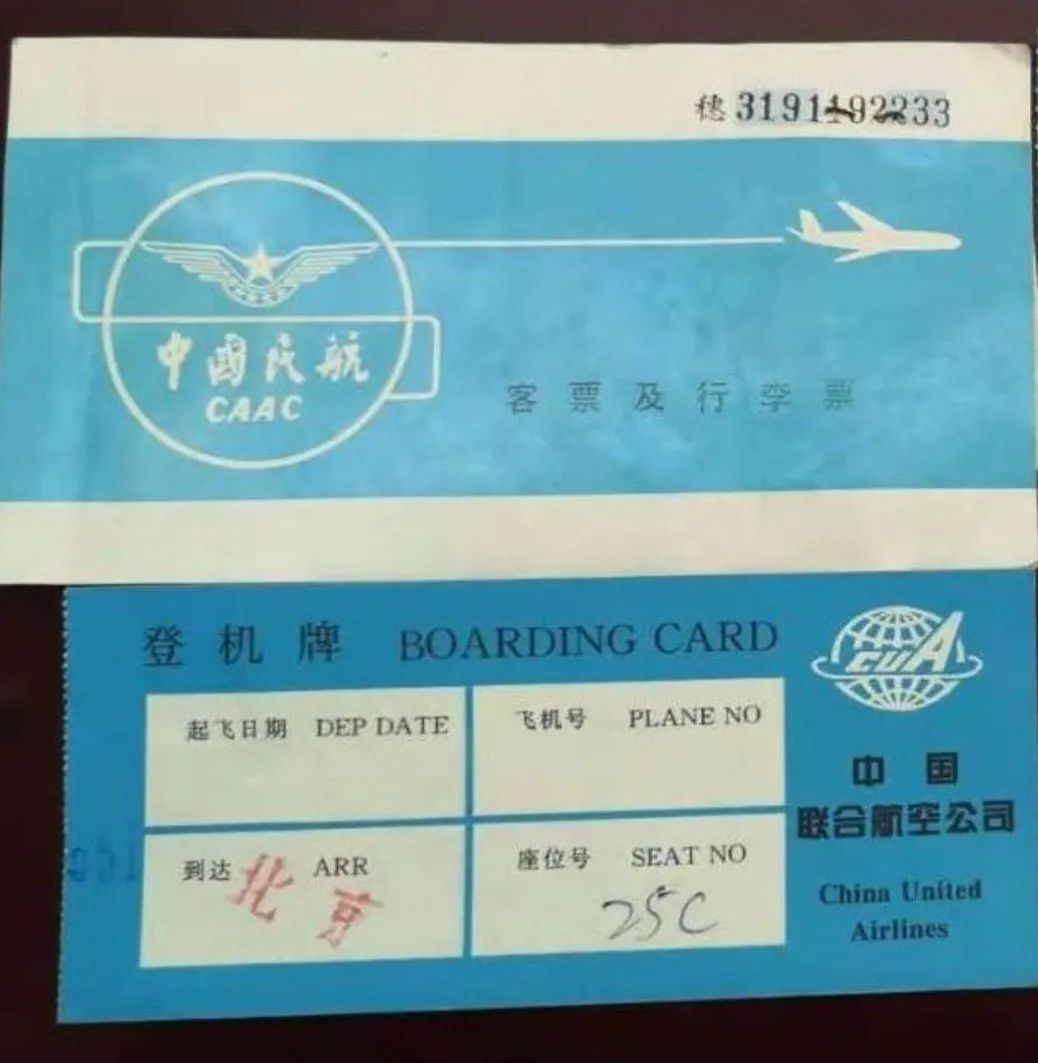 穗 3191192233
中國民航
CAAC
客票及行李票
登机牌 BOARDING CARD
CUA
起飞日期 DEP DATE
飞机号 PLANE NO
到达 ARR
北京
座位号 SEAT NO
25C
中国
联合航空公司
China United
Airlines